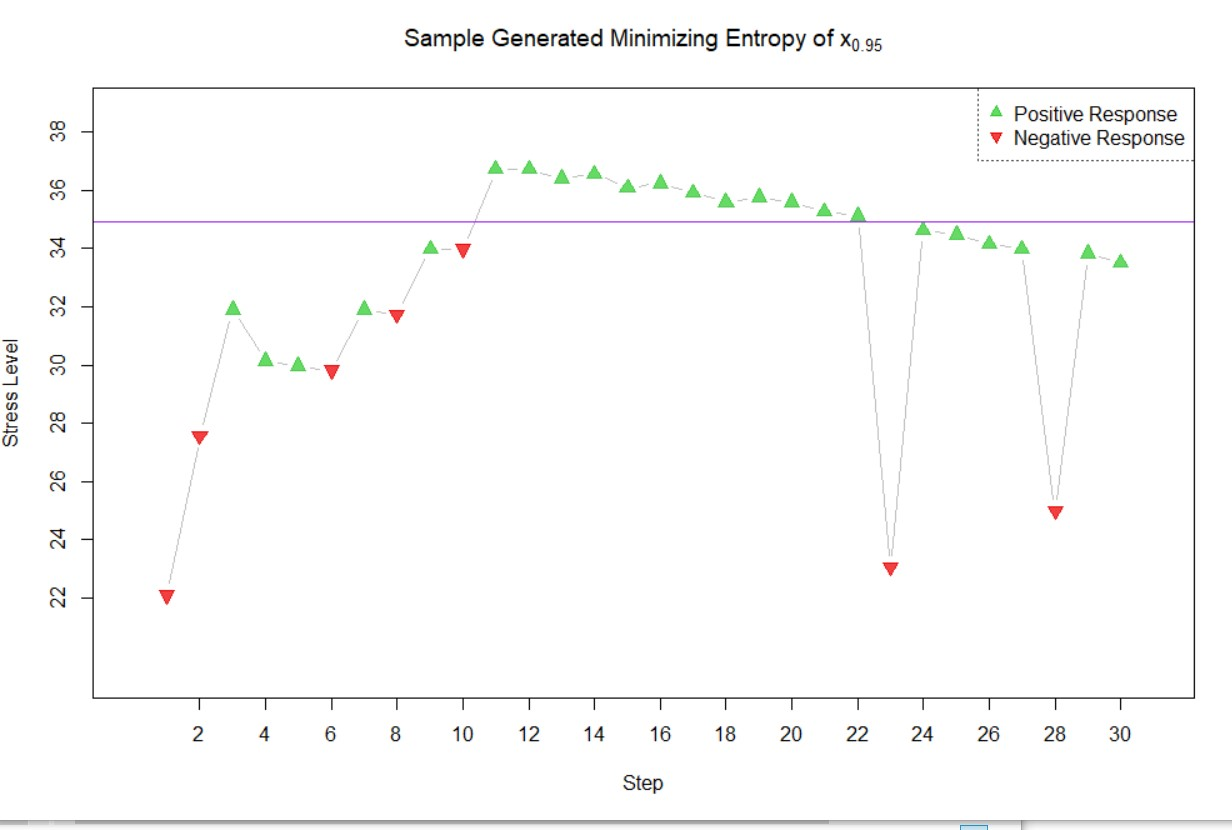 Sample Generated Minimizing Entropy of x0.95
Positive Response
Negative Response
Stress Level
38
36
34
32
30
28
26
24
22
2 4 6 8 10 12 14 16 18 20 22 24 26 28 30
Step